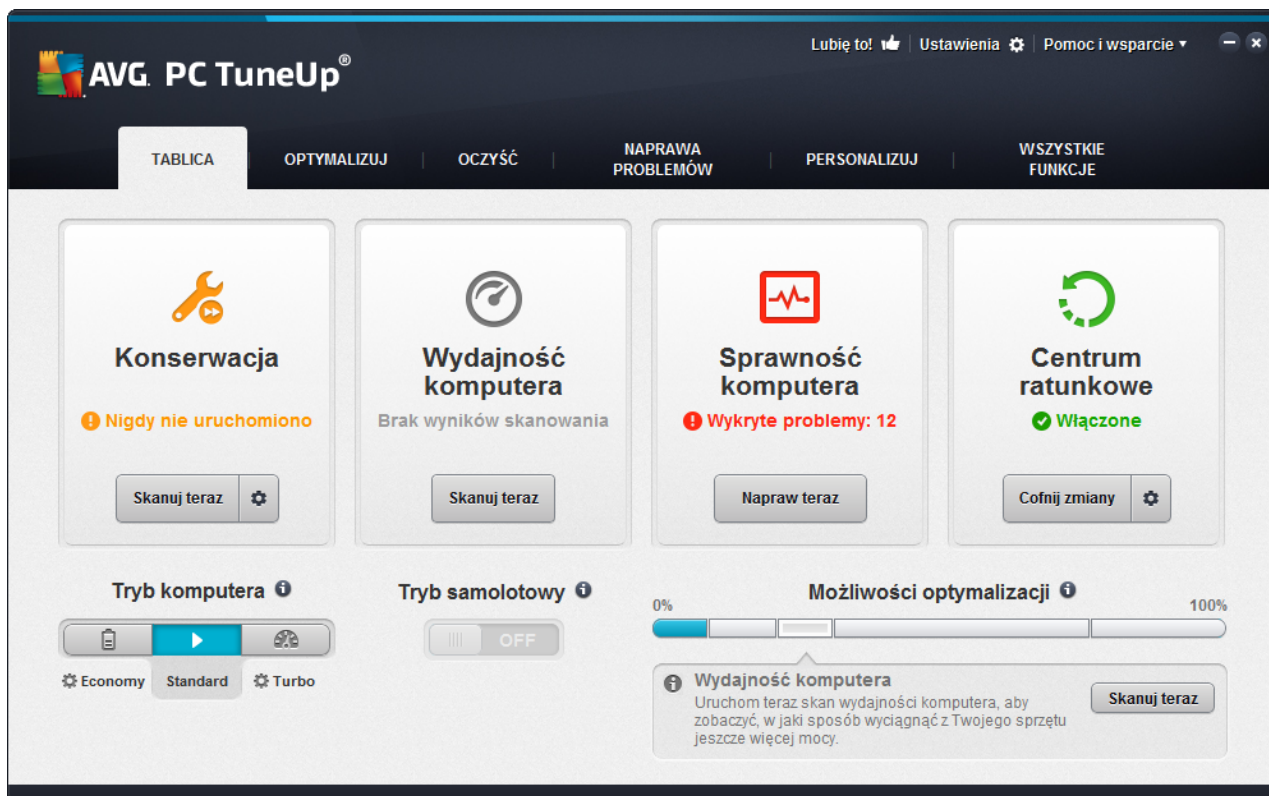 Lubię to! Ustawienia Pomoc i wsparcie
AVG. PC TuneUp®
TABLICA
OPTYMALIZUJ
OCZYŚĆ
NAPRAWA
PROBLEMÓW
PERSONALIZUJ
WSZYSTKIE
FUNKCJE
Konserwacja
Nigdy nie uruchomiono
Skanuj teraz
Wydajność
komputera
Brak wyników skanowania
Skanuj teraz
Sprawność
komputera
Wykryte problemy: 12
Napraw teraz
Centrum
ratunkowe
Włączone
Cofnij zmiany
Tryb komputera
Economy Standard Turbo
Tryb samolotowy
OFF
Możliwości optymalizacji
0% 100%
Wydajność komputera
Uruchom teraz skan wydajności komputera, aby
zobaczyć, w jaki sposób wyciągnąć z Twojego sprzętu
jeszcze więcej mocy.
Skanuj teraz